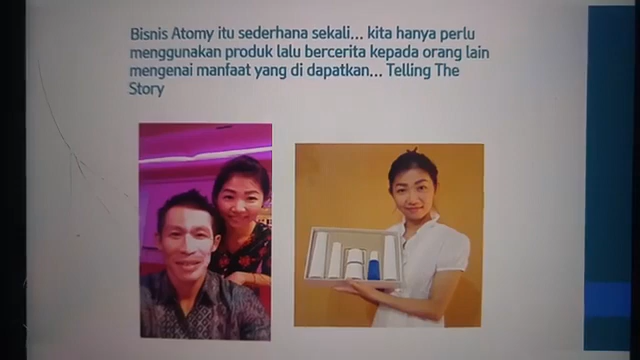 Bisnis Atomy itu sederhana sekali... kita hanya perlu
menggunakan produk lalu bercerita kepada orang lain
mengenai manfaat yang di dapatkan... Telling The
Story